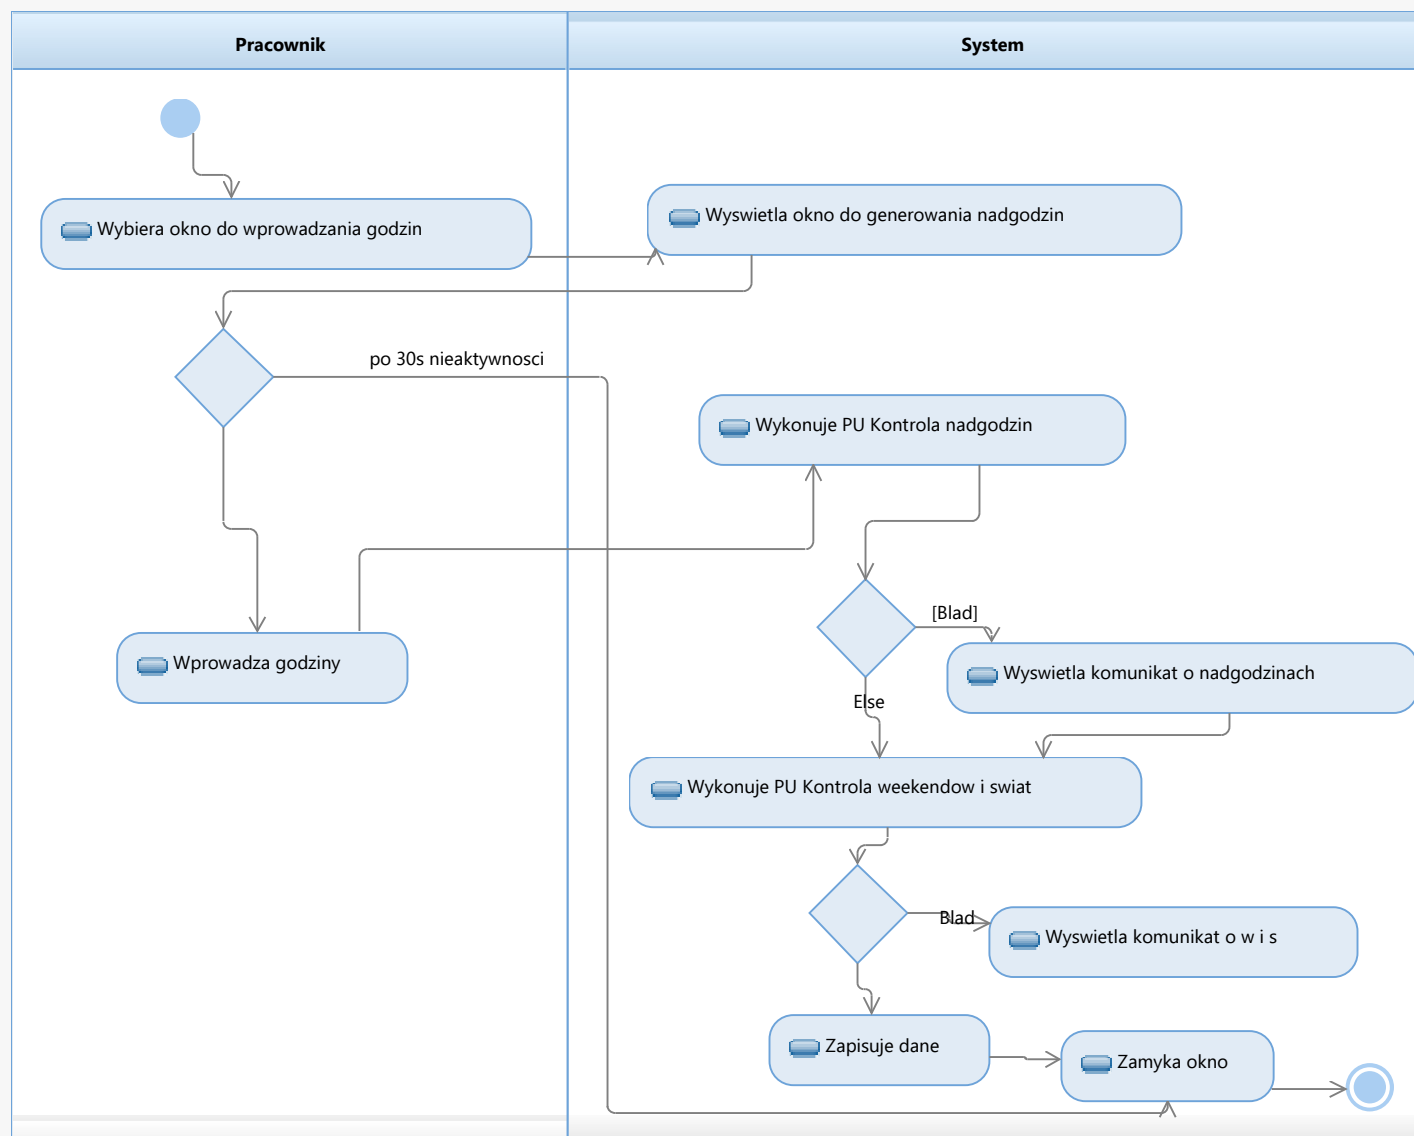 Pracownik
System
Wybiera okno do wprowadzania godzin
Wyswietla okno do generowania nadgodzin
po 30s nieaktywnosci
Wykonuje PU Kontrola nadgodzin
[Blad]
Wprowadza godziny
Wyswietla komunikat o nadgodzinach
Else
Wykonuje PU Kontrola weekendow i swiat
Blad
Wyswietla komunikat o w i s
Zapisuje dane
Zamyka okno